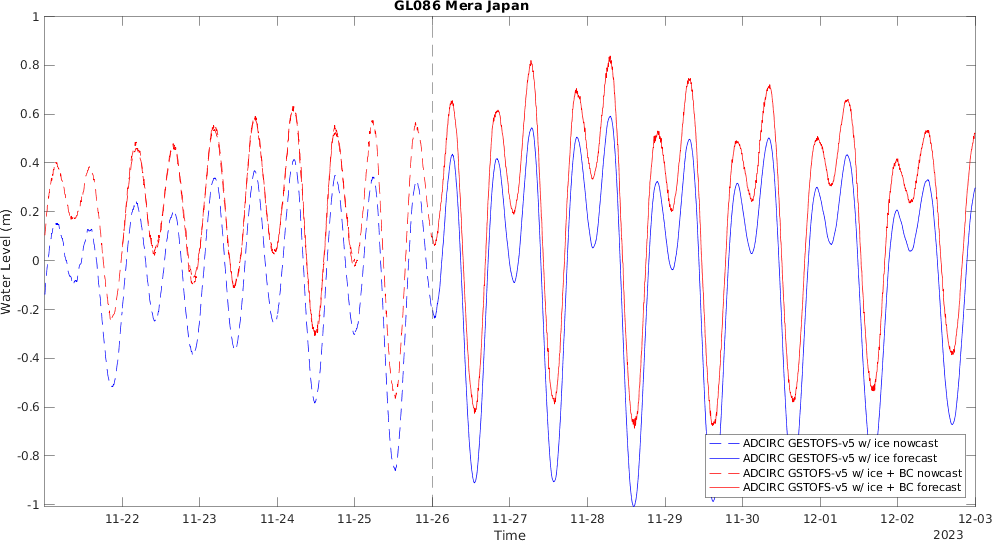 GL086 Mera Japan
1
0.8
0.6
0.4
0.2
0
-0.2
-0.4
-0.6
-0.8
-1
Water Level (m)
ADCIRC GESTOFS-v5 w/ ice nowcast
ADCIRC GESTOFS-v5 w/ ice forecast
ADCIRC GSTOFS-v5 w/ ice + BC nowcast
ADCIRC GSTOFS-v5 w/ ice + BC forecast
11-22 11-23 11-24 11-25 11-26 11-27 11-28 11-29 11-30 12-01 12-02 12-03
Time
2023